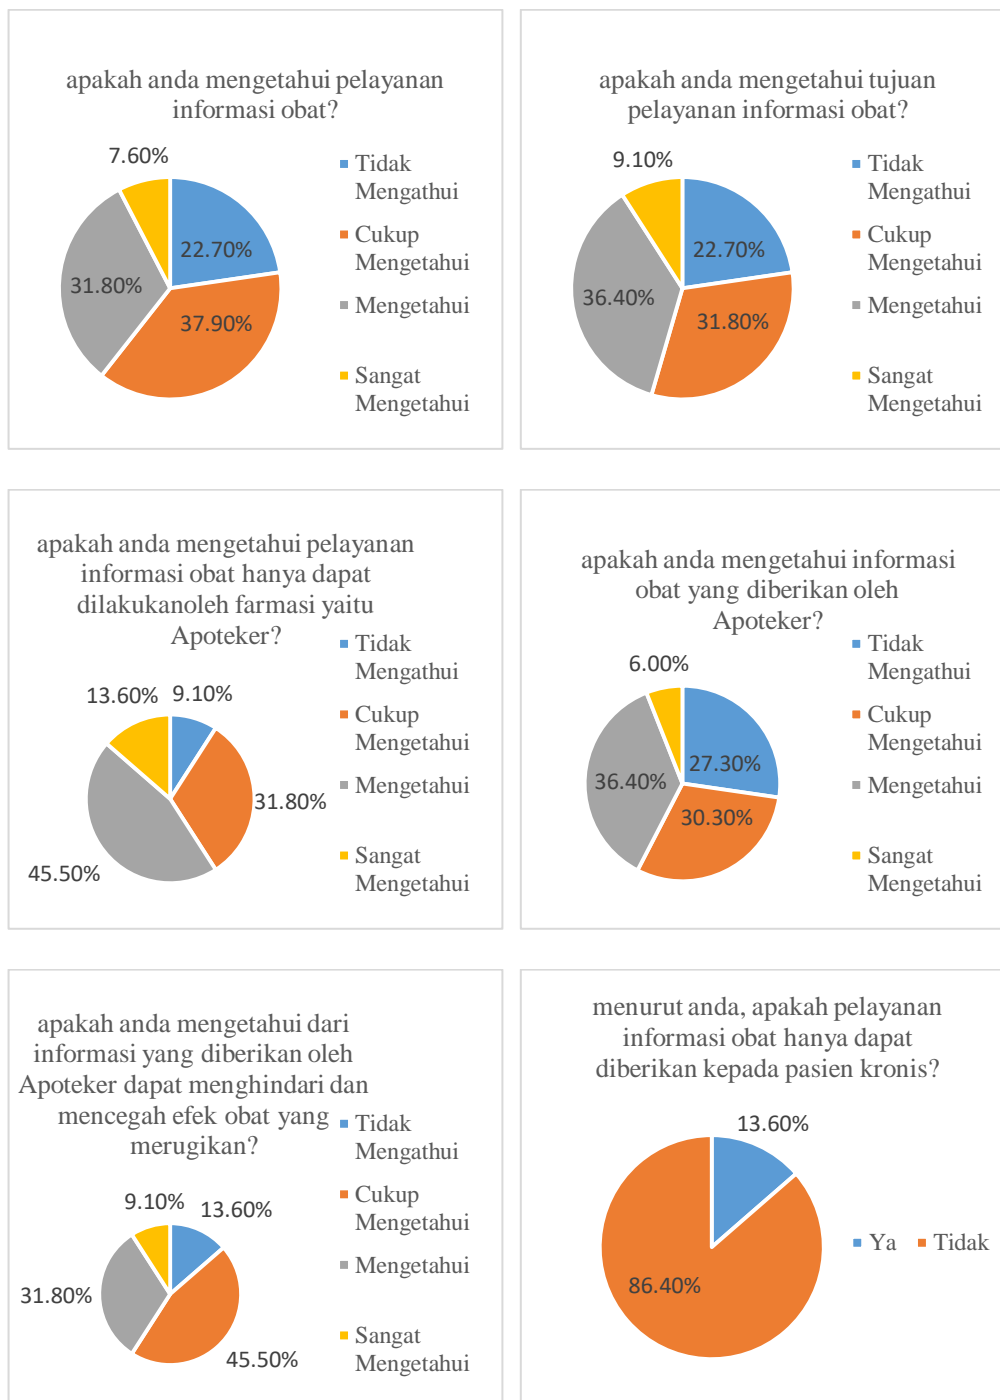 apakah anda mengetahui pelayanan
informasi obat?
7.60%
22.70%
31.80%
37.90%
Tidak
Mengathui
Cukup
Mengetahui
Mengetahui
Sangat
Mengetahui
apakah anda mengetahui tujuan
pelayanan informasi obat?
9.10%
22.70%
36.40%
31.80%
Tidak
Mengathui
Cukup
Mengetahui
Mengetahui
Sangat
Mengetahui
apakah anda mengetahui pelayanan
informasi obat hanya dapat
dilakukanoleh farmasi yaitu
Apoteker?
13.60%
9.10%
31.80%
45.50%
Tidak
Mengathui
Cukup
Mengetahui
Mengetahui
Sangat
Mengetahui
apakah anda mengetahui informasi
obat yang diberikan oleh
Apoteker?
6.00%
27.30%
36.40%
30.30%
Tidak
Mengathui
Cukup
Mengetahui
Mengetahui
Sangat
Mengetahui
apakah anda mengetahui dari
informasi yang diberikan oleh
Apoteker dapat menghindari dan
mencegah efek obat yang
merugikan?
9.10%
13.60%
31.80%
45.50%
Tidak
Mengathui
Cukup
Mengetahui
Mengetahui
Sangat
Mengetahui
menurut anda, apakah pelayanan
informasi obat hanya dapat
diberikan kepada pasien kronis?
13.60%
86.40%
Ya Tidak